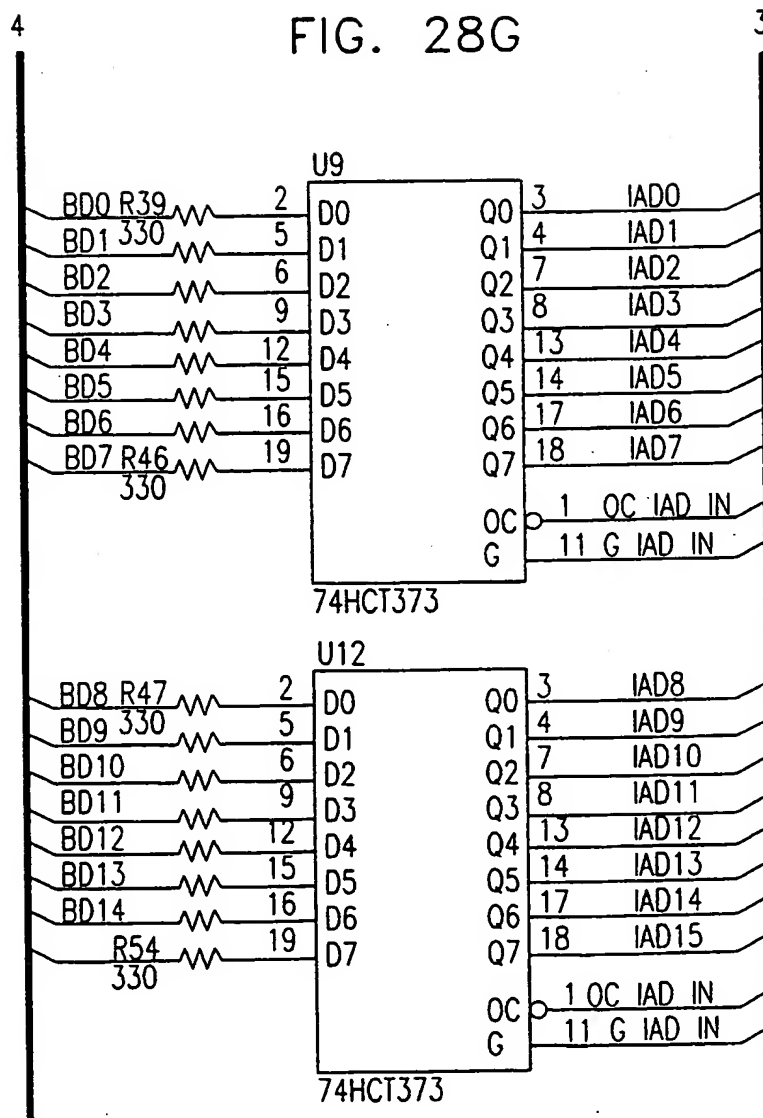 4 FIG. 28G 3
U9
BD0 R39 2 D0 Q0 3 IAD0
330
BD1 5 D1 Q1 4 IAD1
BD2 6 D2 Q2 7 IAD2
BD3 9 D3 Q3 8 IAD3
BD4 12 D4 Q4 13 IAD4
BD5 15 D5 Q5 14 IAD5
BD6 16 D6 Q6 17 IAD6
BD7 R46 19 D7 Q7 18 IAD7
330
OC 1 OC IAD IN
G 11 G IAD IN
74HCT373
U12
BD8 R47 2 D0 Q0 3 IAD8
330
BD9 5 D1 Q1 4 IAD9
BD10 6 D2 Q2 7 IAD10
BD11 9 D3 Q3 8 IAD11
BD12 12 D4 Q4 13 IAD12
BD13 15 D5 Q5 14 IAD13
BD14 16 D6 Q6 17 IAD14
R54 19 D7 Q7 18 IAD15
330
OC 1 OC IAD IN
G 11 G IAD IN
74HCT373